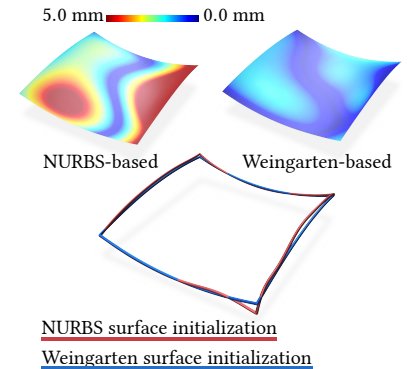 5.0 mm 0.0 mm
NURBS-based Weingarten-based
NURBS surface initialization
Weingarten surface initialization